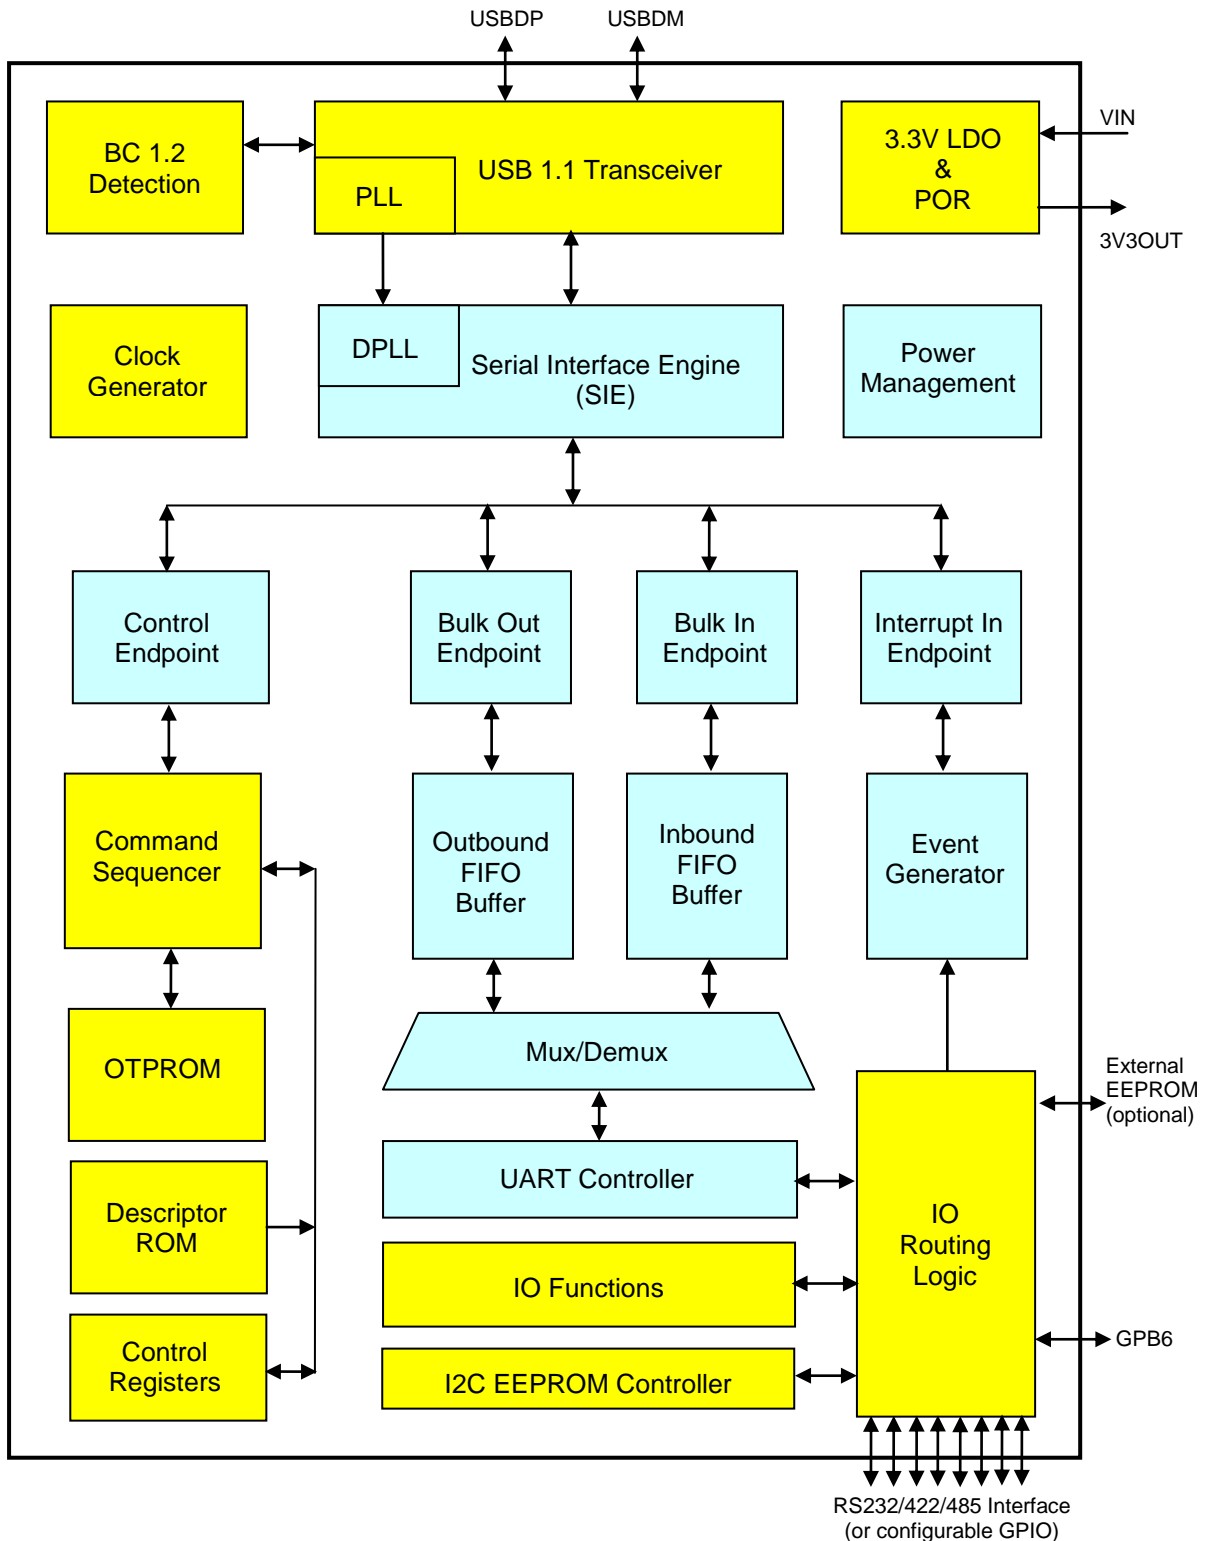 USBDP
USBDM
BC 1.2
Detection
USB 1.1 Transceiver
PLL
3.3V LDO
&
POR
VIN
3V3OUT
Clock
Generator
DPLL
Serial Interface Engine
(SIE)
Power
Management
Control
Endpoint
Bulk Out
Endpoint
Bulk In
Endpoint
Interrupt In
Endpoint
Command
Sequencer
Outbound
FIFO
Buffer
Inbound
FIFO
Buffer
Event
Generator
OTPROM
Mux/Demux
External
EEPROM
(optional)
UART Controller
Descriptor
ROM
IO
Routing
Logic
IO Functions
GPB6
Control
Registers
I2C EEPROM Controller
RS232/422/485 Interface
(or configurable GPIO)